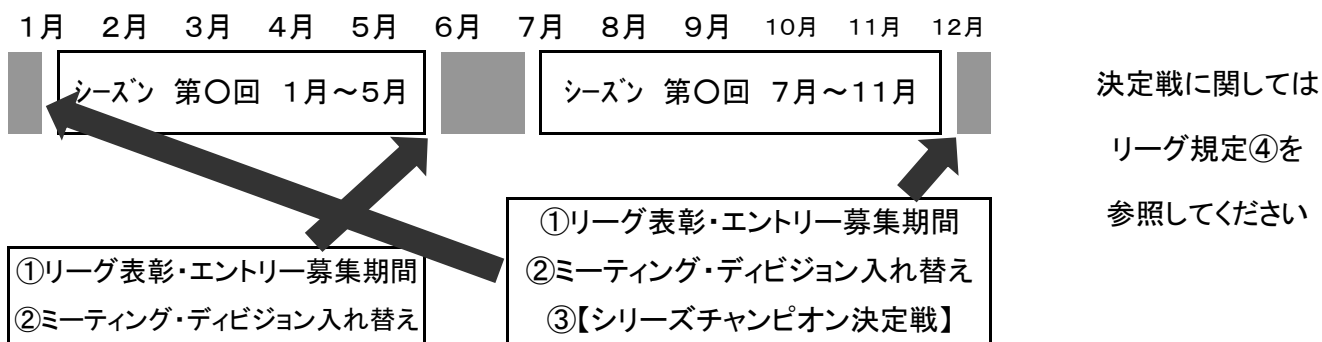 1月 2月 3月 4月 5月 6月 7月 8月 9月 10月 11月 12月
ｼｰｽﾞﾝ 第〇回 1月～5月
ｼｰｽﾞﾝ 第〇回 7月～11月
決定戦に関しては
リーグ規定④を
参照してください
①リーグ表彰・エントリー募集期間
②ミーティング・ディビジョン入れ替え
①リーグ表彰・エントリー募集期間
②ミーティング・ディビジョン入れ替え
③【シリーズチャンピオン決定戦】